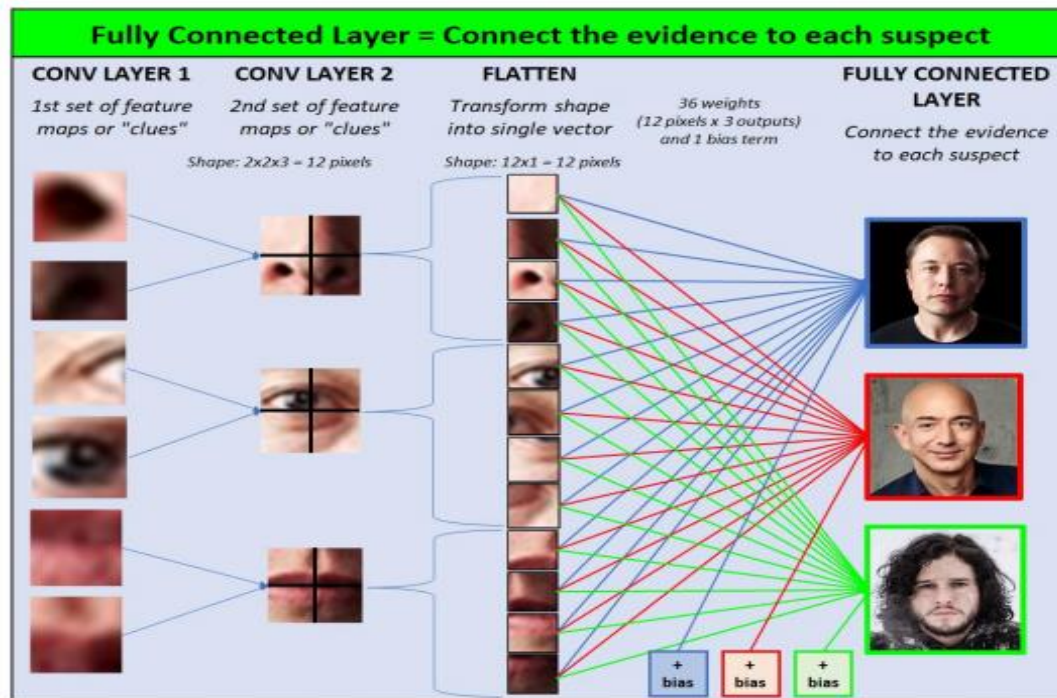 Fully Connected Layer = Connect the evidence to each suspect
CONV LAYER 1
1st set of feature
maps or "clues"
CONV LAYER 2
2nd set of feature
maps or "clues"
Shape: 2x2x3 = 12 pixels
FLATTEN
Transform shape
into single vector
Shape: 12x1 = 12 pixels
36 weights
(12 pixels x 3 outputs)
and 1 bias term
FULLY CONNECTED
LAYER
Connect the evidence
to each suspect
+
bias
+
bias
+
bias